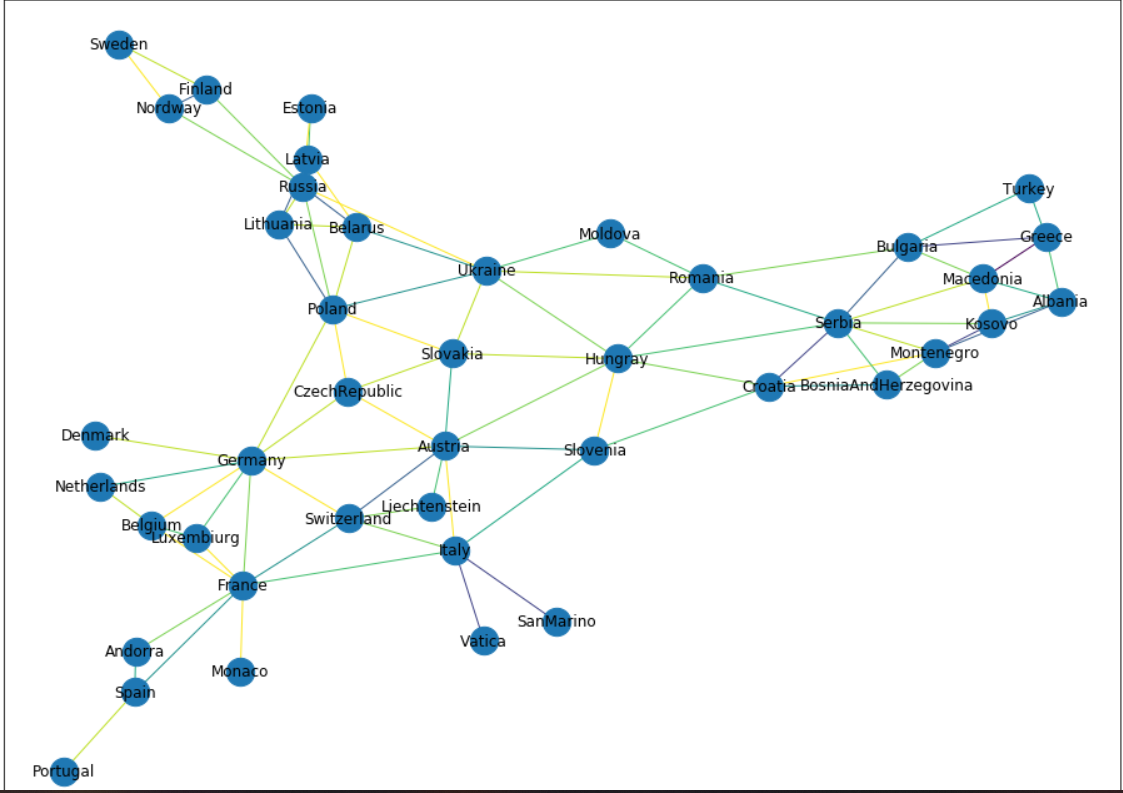 Sweden
Finland
Nordway
Estonia
Latvia
Russia
Turkey
Lithuania
Belarus
Moldova
Greece
Bulgaria
Ukraine
Romania
Macedonia
Albania
Poland
Serbia
Kosovo
Slovakia
Hungray
Montenegro
CzechRepublic
Croatia
BosniaAndHerzegovina
Denmark
Germany
Austria
Slovenia
Netherlands
Liechtenstein
Belgium
Switzerland
Luxembiurg
Italy
France
SanMarino
Vatica
Andorra
Monaco
Spain
Portugal